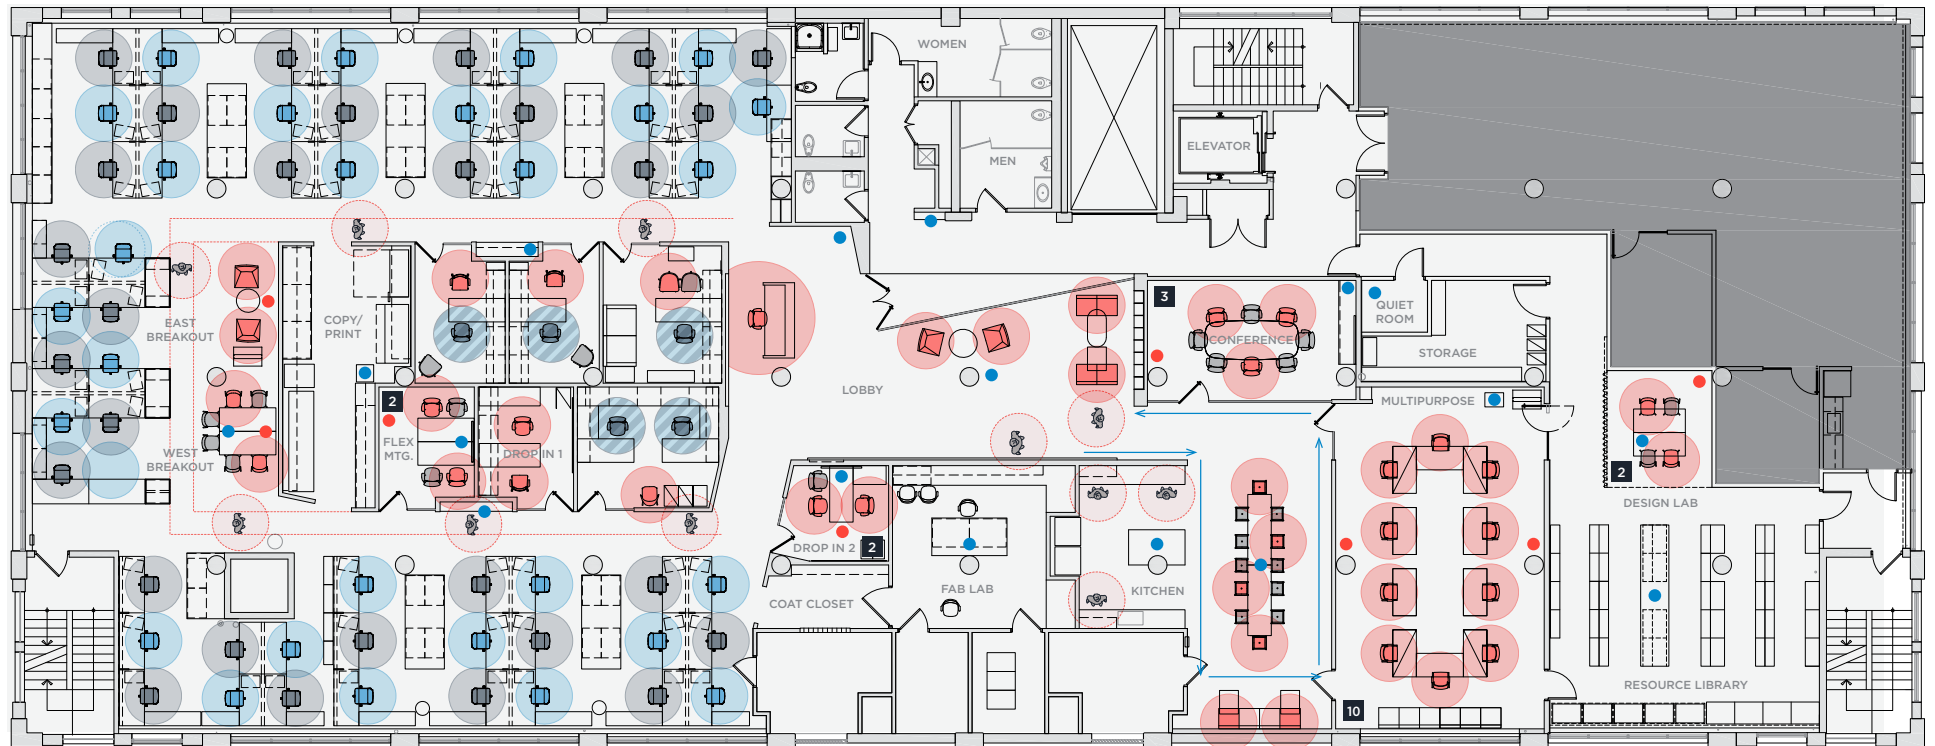 WOMEN
MEN
ELEVATOR
EAST
BREAKOUT
COPY/
PRINT
3
CONFERENCE
QUIET
ROOM
STORAGE
LOBBY
2
FLEX
MTG.
DROP IN 1
WEST
BREAKOUT
MULTIPURPOSE
2
DESIGN LAB
DROP IN 2
2
FAB LAB
KITCHEN
COAT CLOSET
RESOURCE LIBRARY
10